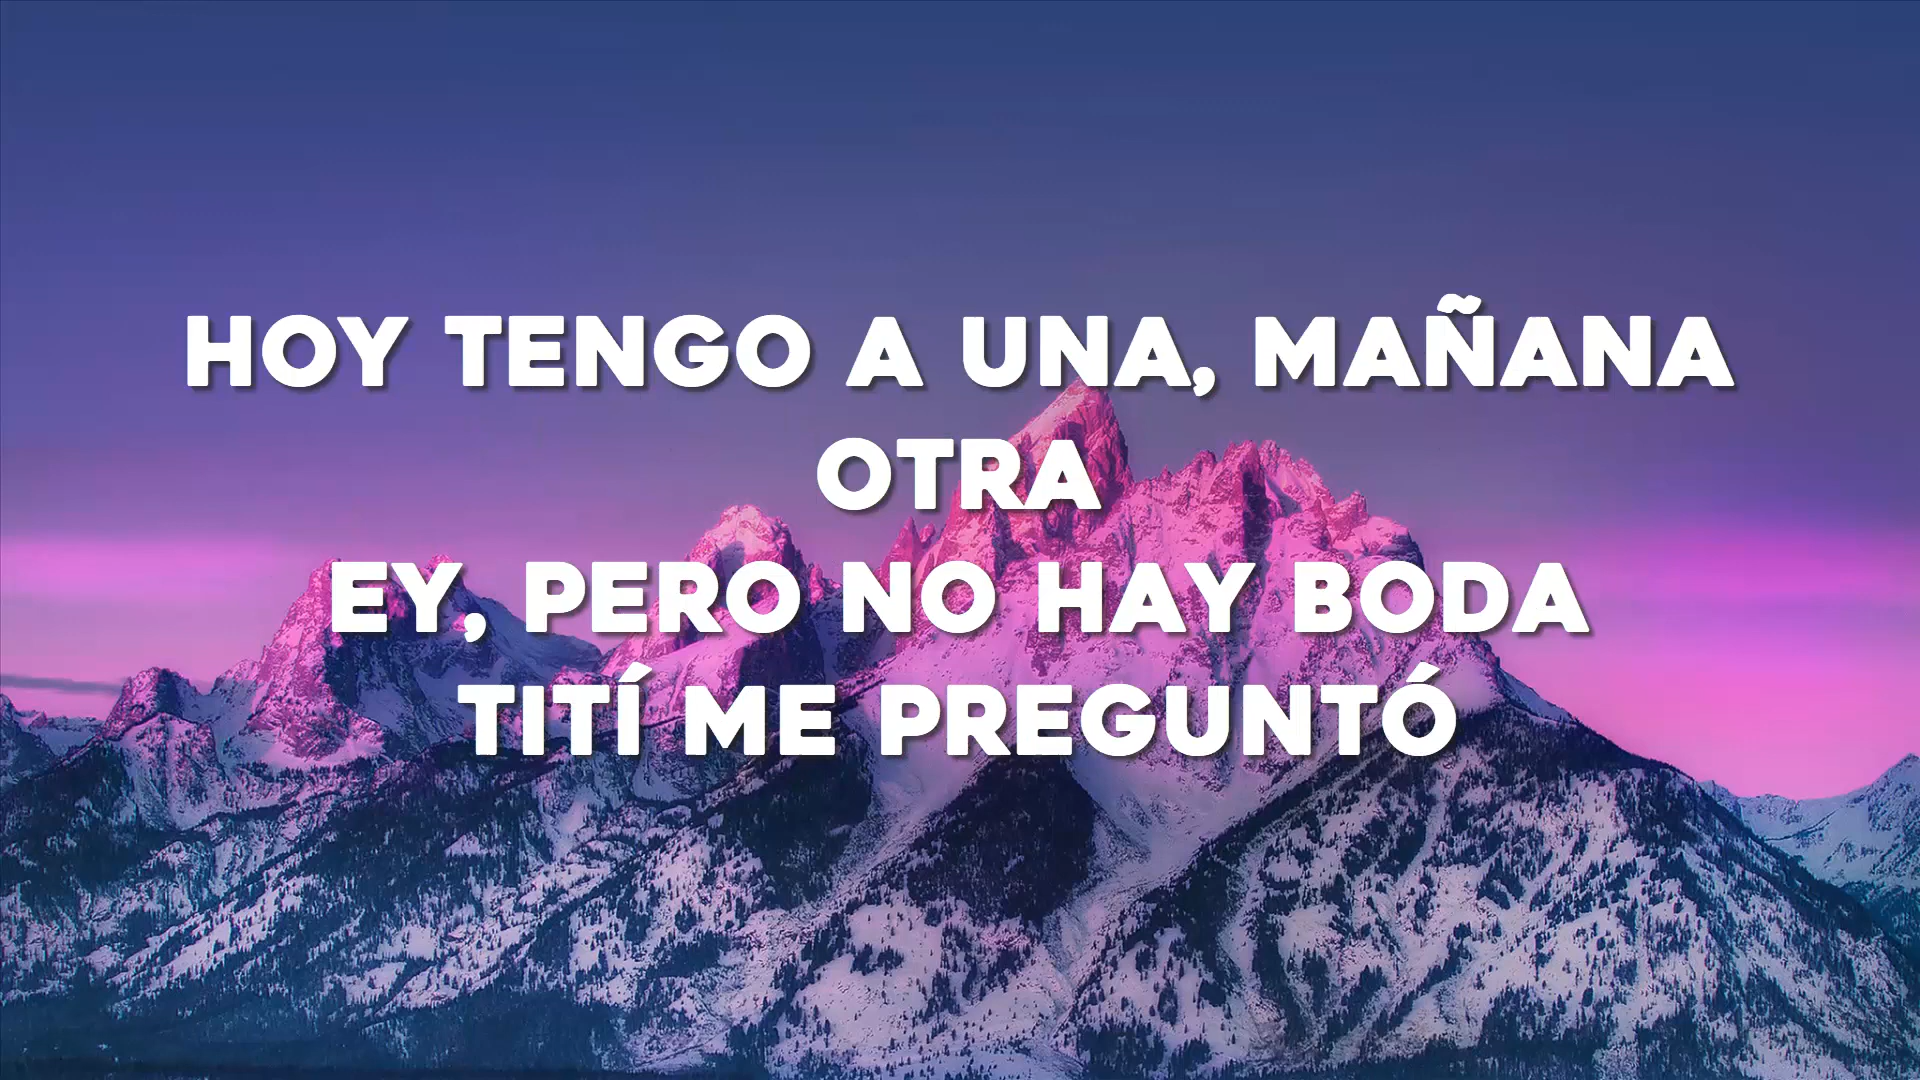 HOY TENGO A UNA, MAÑANA
OTRA
EY, PERO NO HAY BODA
TITÍ ME PREGUNTÓ